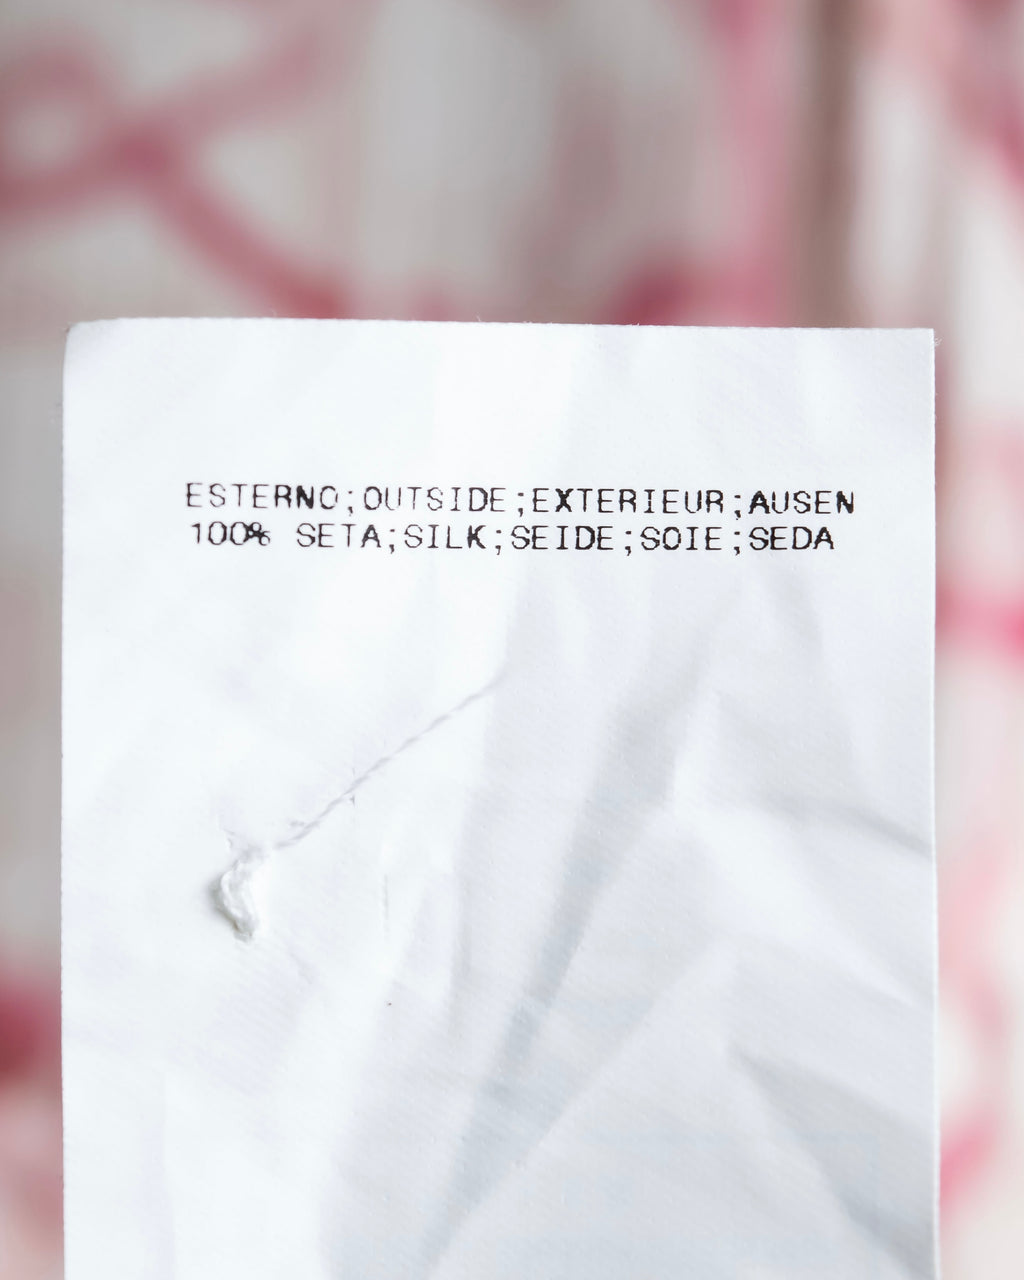 ESTERNO;OUTSIDE;EXTERIEUR;AUSEN
100% SETA;SILK;SEIDE;SOIE;SEDA